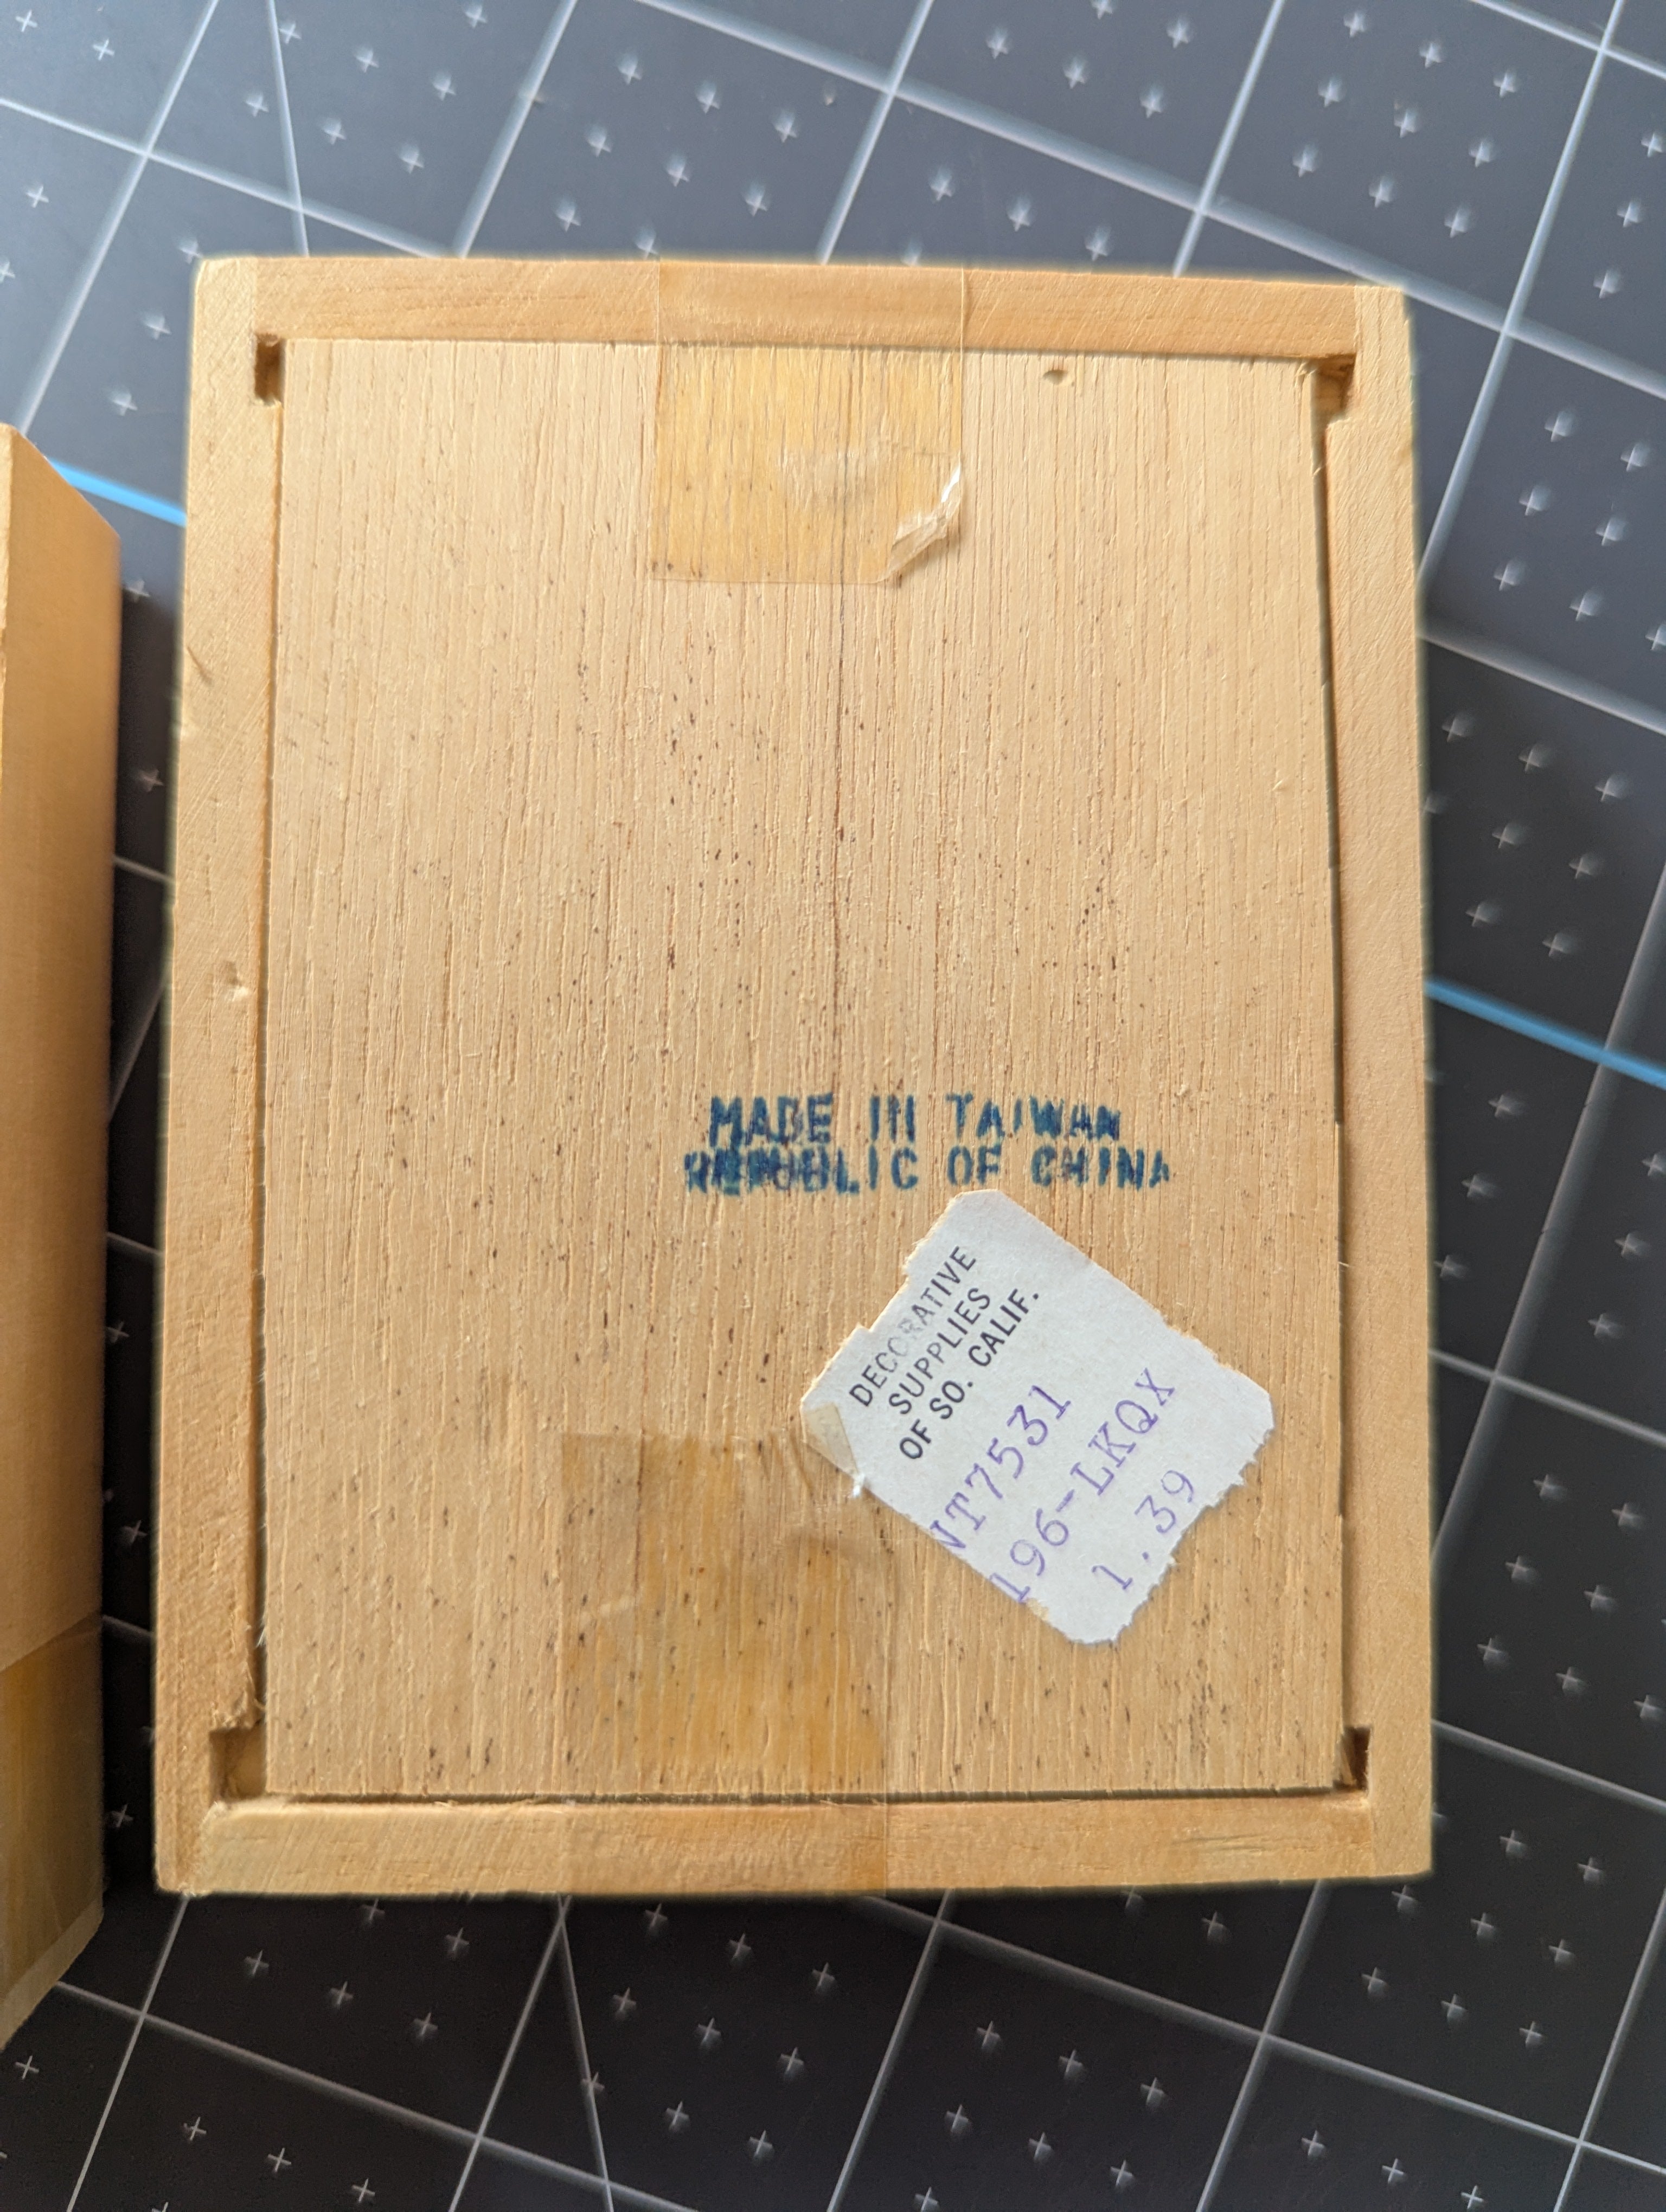 MADE IN TAIWAN
REPUBLIC OF CHINA
DECORATIVE
SUPPLIES
OF SO. CALIF.
NT7531
196-LKQX
1.39